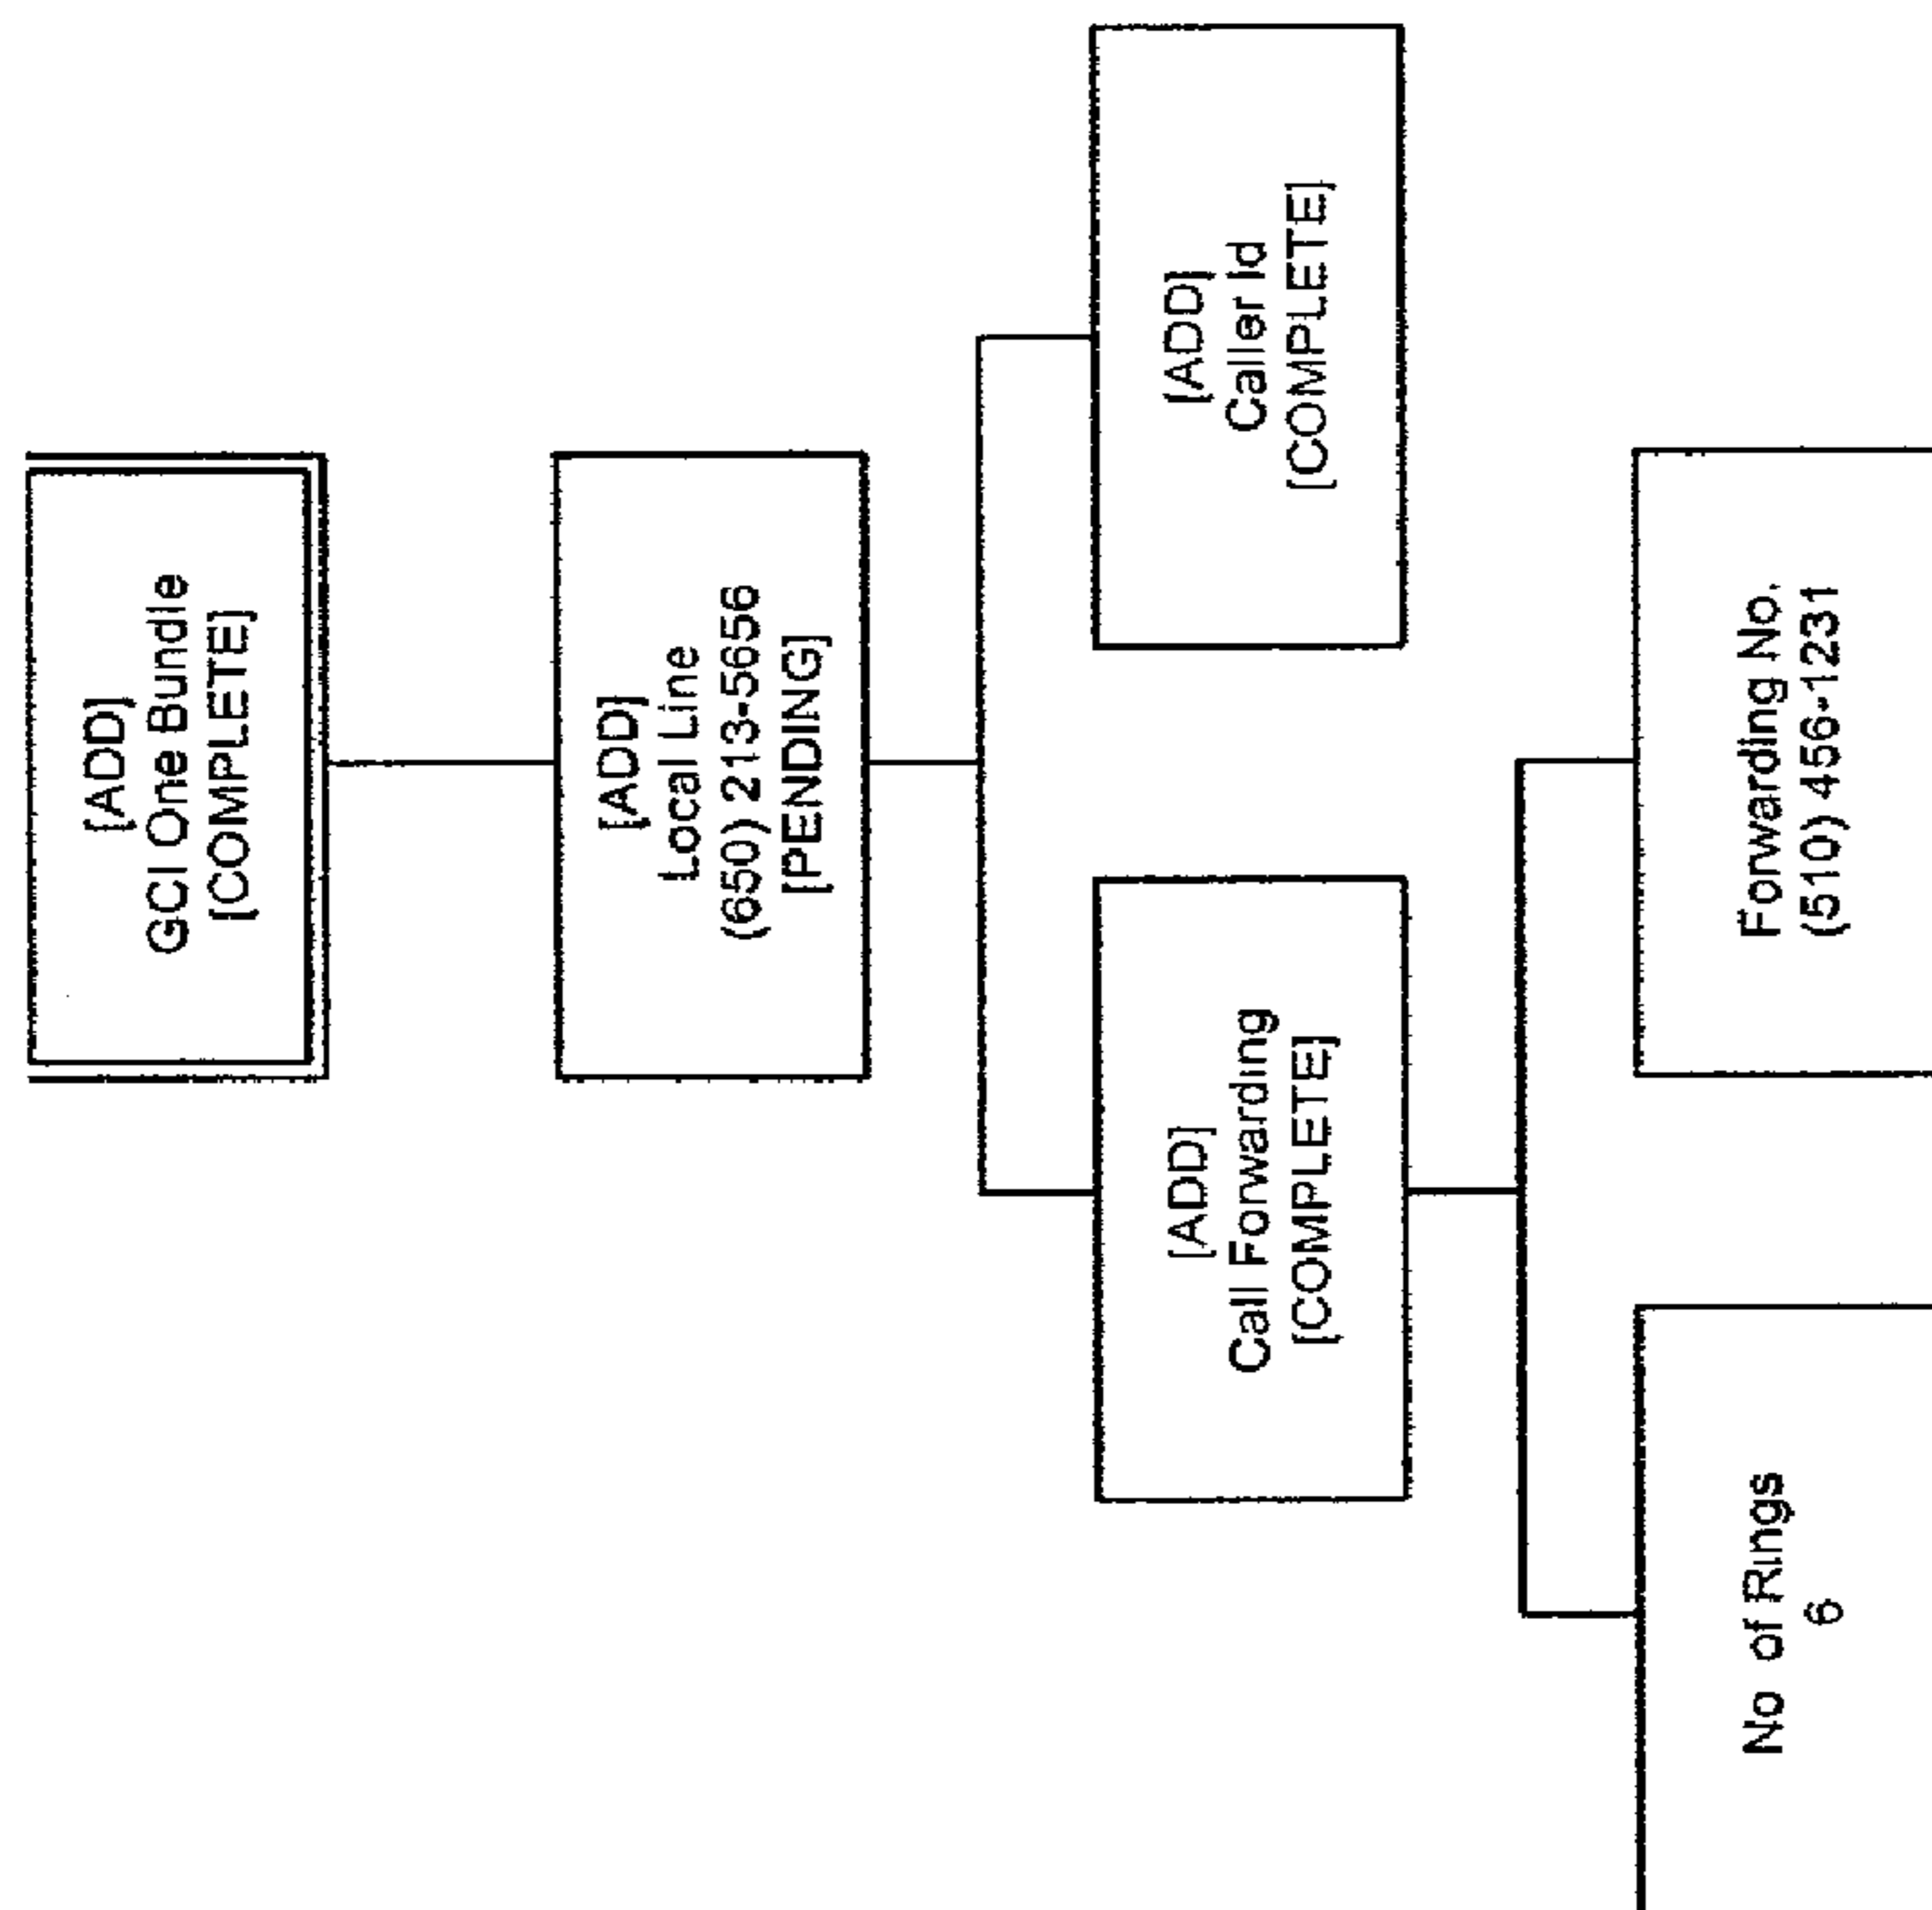 [ADD]
GCI One Bundle
[COMPLETE]
[ADD]
Local Line
(650) 213-5656
[PENDING]
[ADD]
Call Forwarding
[COMPLETE]
[ADD]
Caller Id
[COMPLETE]
No of Rings
6
Forwarding No.
(510) 456-1231